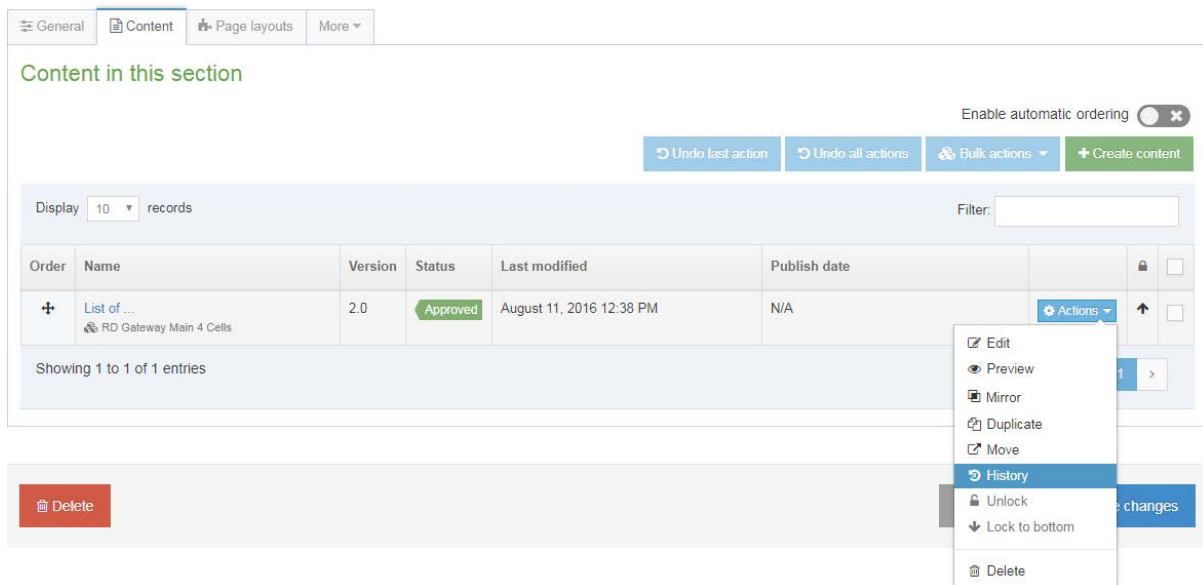 General Content Page layouts More
Content in this section
Enable automatic ordering
Undo last action Undo all actions Bulk actions + Create content
Display 10 records Filter:
Order Name Version Status Last modified Publish date
List of ... 2.0 Approved August 11, 2016 12:38 PM N/A Actions
RD Gateway Main 4 Cells
Edit
Showing 1 to 1 of 1 entries 1 >
Preview
Mirror
Duplicate
Move
History
Delete changes
Unlock
Lock to bottom
Delete